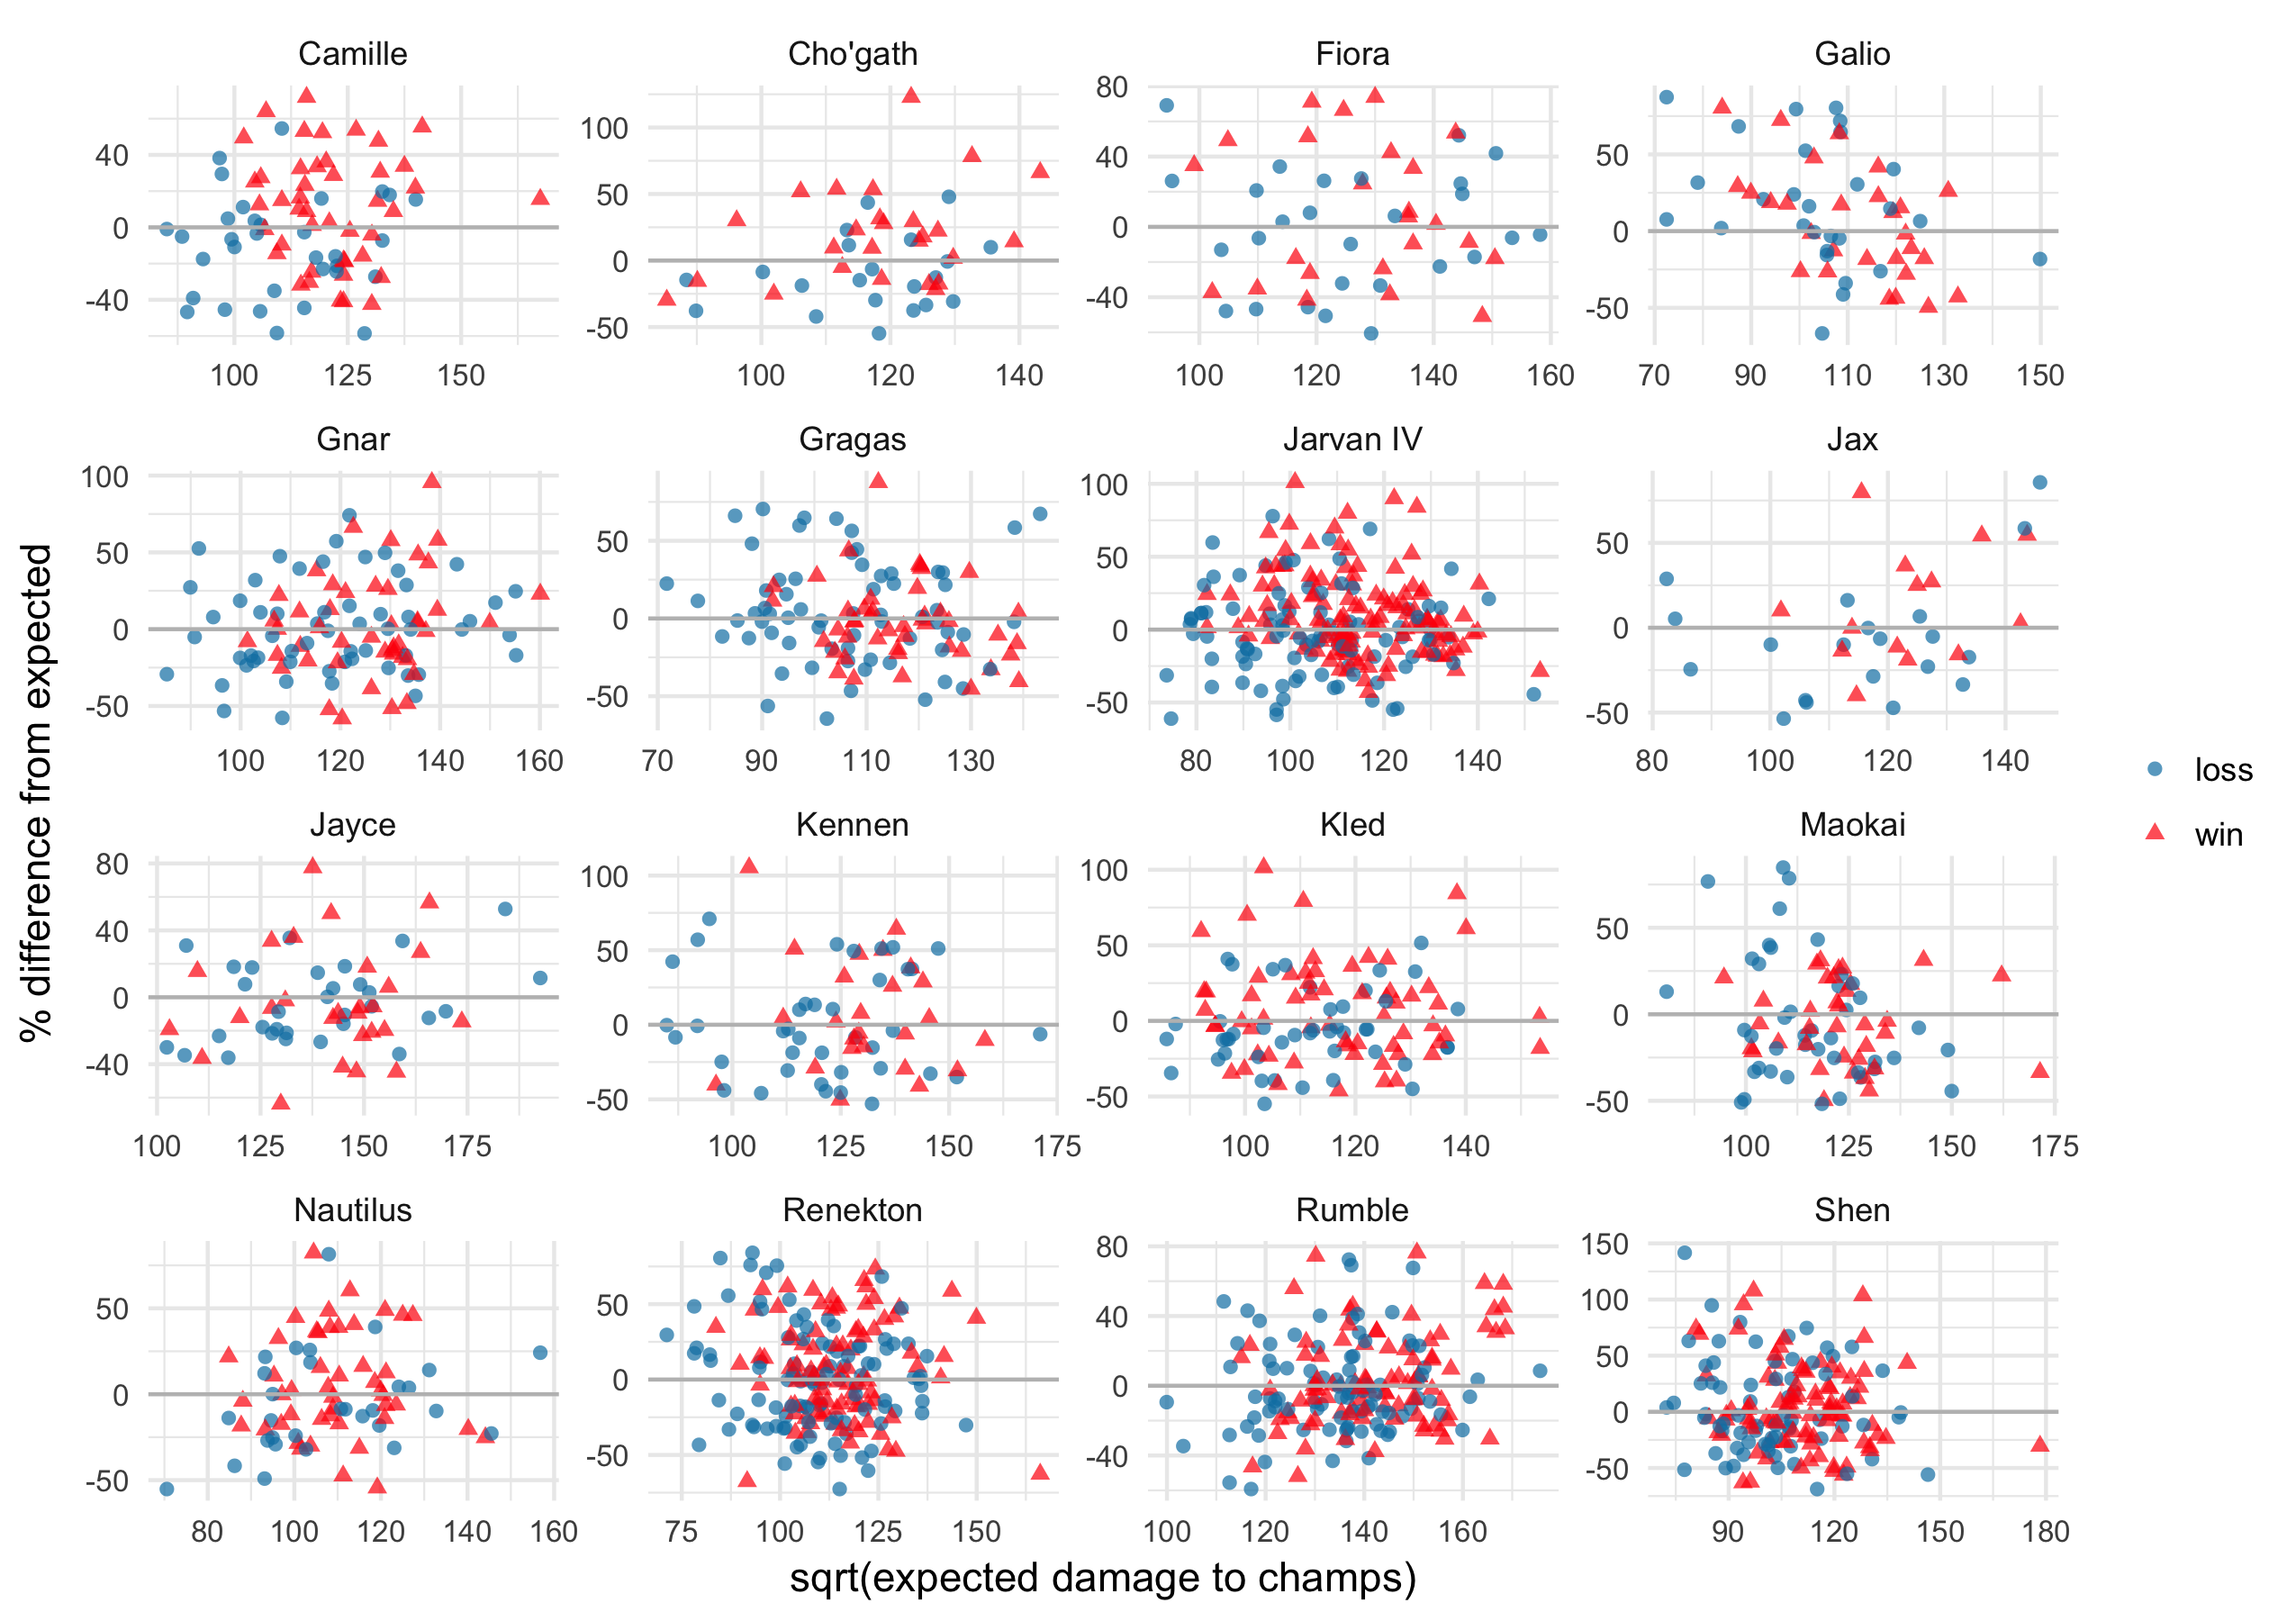 Camille Cho'gath Fiora Galio
40 0 -40
100 50 0 -50
80 40 0 -40
50 0 -50
100 125 150
100 120 140
100 120 140 160
70 90 110 130 150
Gnar Gragas Jarvan IV Jax
100 50 0 -50
50 0 -50
100 50 0 -50
50 0 -50
100 120 140 160
70 90 110 130
80 100 120 140
80 100 120 140
Jayce Kennen Kled Maokai
80 40 0 -40
100 50 0 -50
100 50 0 -50
50 0 -50
100 125 150 175
100 125 150 175
100 120 140
100 125 150 175
Nautilus Renekton Rumble Shen
50 0 -50
50 0 -50
80 40 0 -40
150 100 50 0 -50
80 100 120 140 160
75 100 125 150
100 120 140 160
90 120 150 180
sqrt(expected damage to champs)
% difference from expected
loss
win